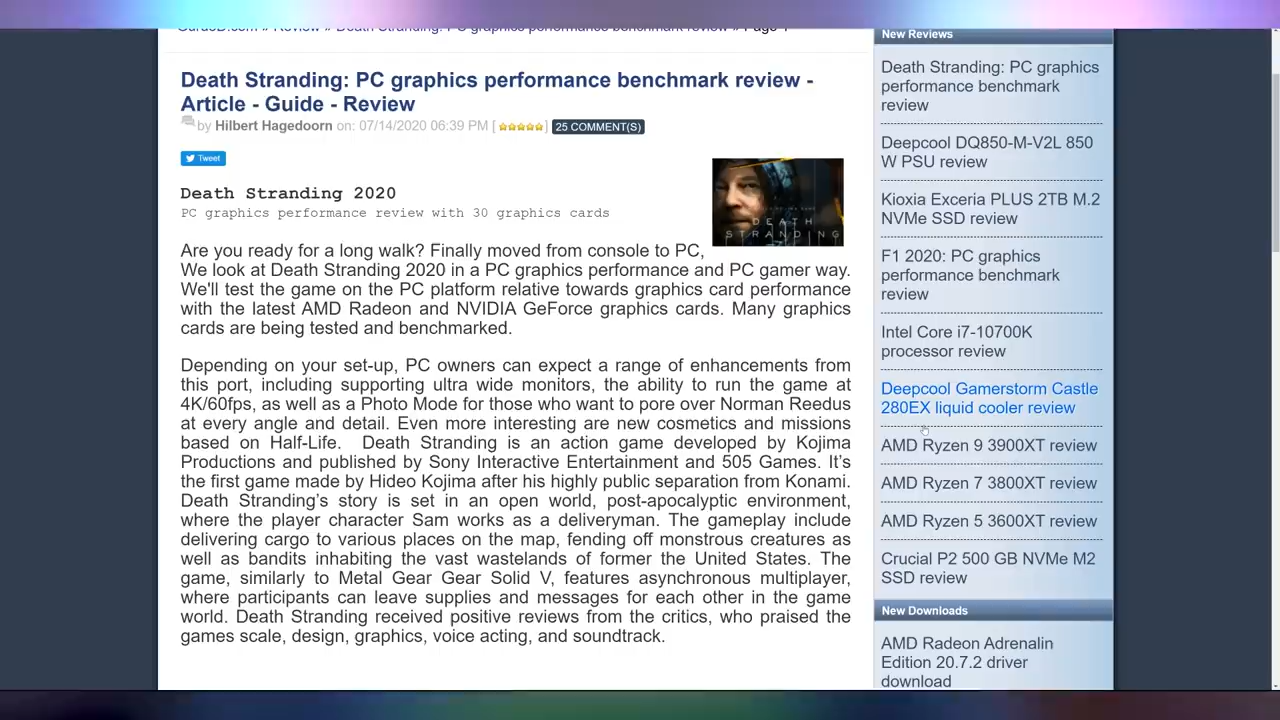 Guru3D.com » Review » Death Stranding: PC graphics performance benchmark review » Page 1
Death Stranding: PC graphics performance benchmark review -
Article - Guide - Review
by Hilbert Hagedoorn on: 07/14/2020 06:39 PM [ ] 25 COMMENT(S)
Tweet
Death Stranding 2020
PC graphics performance review with 30 graphics cards
DEATH
STRANDING
Are you ready for a long walk? Finally moved from console to PC,
We look at Death Stranding 2020 in a PC graphics performance and PC gamer way.
We'll test the game on the PC platform relative towards graphics card performance
with the latest AMD Radeon and NVIDIA GeForce graphics cards. Many graphics
cards are being tested and benchmarked.
Depending on your set-up, PC owners can expect a range of enhancements from
this port, including supporting ultra wide monitors, the ability to run the game at
4K/60fps, as well as a Photo Mode for those who want to pore over Norman Reedus
at every angle and detail. Even more interesting are new cosmetics and missions
based on Half-Life. Death Stranding is an action game developed by Kojima
Productions and published by Sony Interactive Entertainment and 505 Games. It's
the first game made by Hideo Kojima after his highly public separation from Konami.
Death Stranding's story is set in an open world, post-apocalyptic environment,
where the player character Sam works as a deliveryman. The gameplay include
delivering cargo to various places on the map, fending off monstrous creatures as
well as bandits inhabiting the vast wastelands of former the United States. The
game, similarly to Metal Gear Gear Solid V, features asynchronous multiplayer,
where participants can leave supplies and messages for each other in the game
world. Death Stranding received positive reviews from the critics, who praised the
games scale, design, graphics, voice acting, and soundtrack.
New Reviews
Death Stranding: PC graphics
performance benchmark
review
Deepcool DQ850-M-V2L 850
W PSU review
Kioxia Exceria PLUS 2TB M.2
NVMe SSD review
F1 2020: PC graphics
performance benchmark
review
Intel Core i7-10700K
processor review
Deepcool Gamerstorm Castle
280EX liquid cooler review
AMD Ryzen 9 3900XT review
AMD Ryzen 7 3800XT review
AMD Ryzen 5 3600XT review
Crucial P2 500 GB NVMe M2
SSD review
New Downloads
AMD Radeon Adrenalin
Edition 20.7.2 driver
download